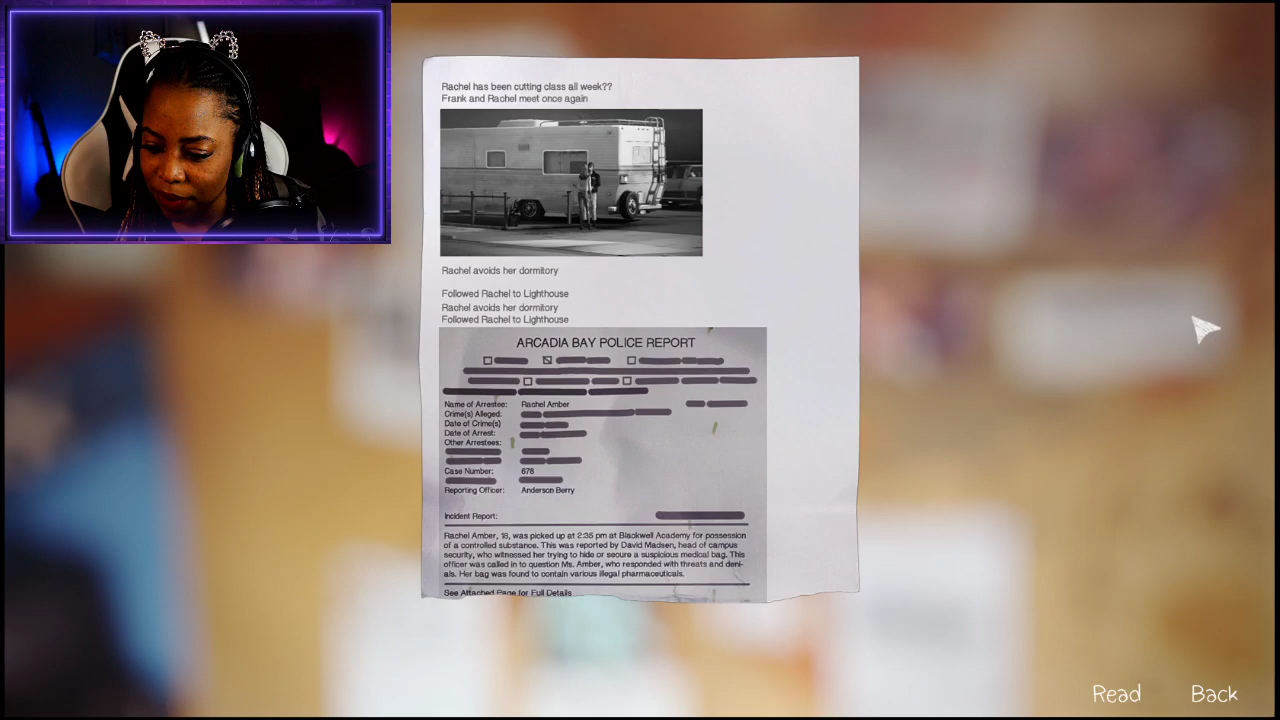 Rachel has been cutting class all week??
Frank and Rachel meet once again
Rachel avoids her dormitory
Followed Rachel to Lighthouse
Rachel avoids her dormitory
Followed Rachel to Lighthouse
ARCADIA BAY POLICE REPORT
Name of Arrestee: Rachel Amber
Crime(s) Alleged:
Date of Crime(s)
Date of Arrest:
Other Arrestees:
Case Number: 678
Reporting Officer: Anderson Berry
Incident Report:
Rachel Amber, 18, was picked up at 2:35 pm at Blackwell Academy for possession
of a controlled substance. This was reported by David Madsen, head of campus
security, who witnessed her trying to hide or secure a suspicious medical bag. This
officer was called in to question Ms. Amber, who responded with threats and deni-
als. Her bag was found to contain various illegal pharmaceuticals.
See Attached Page for Full Details
Read Back